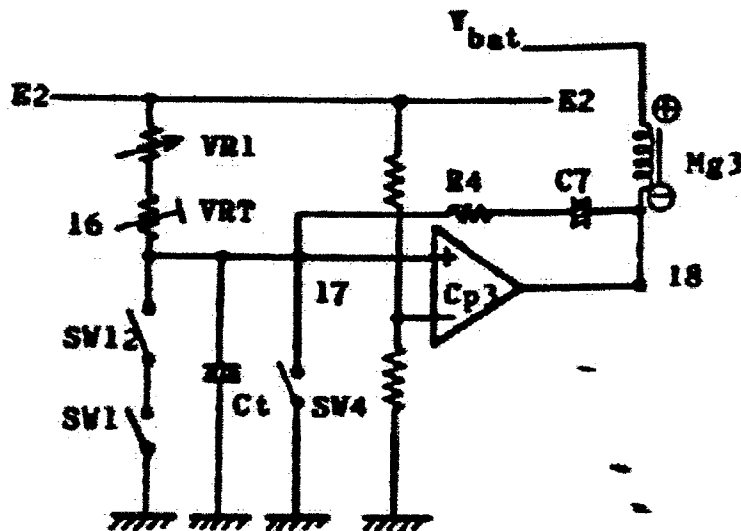 Vbat
E2
E2
VR1
Mg3
R4
C7
VRT
16
+
17
Cp3
−
18
SW12
Ct
SW4
SW1